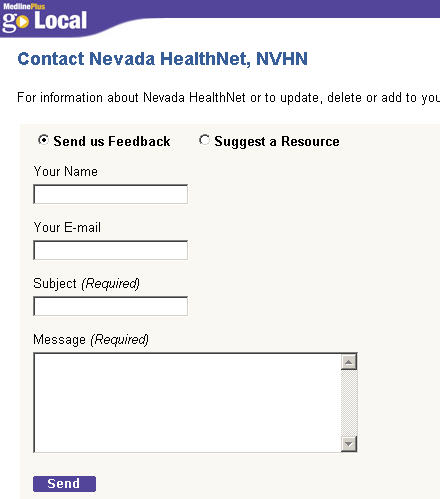 MedlinePlus
go Local
Contact Nevada HealthNet, NVHN
For information about Nevada HealthNet or to update, delete or add to you
Send us Feedback Suggest a Resource
Your Name
Your E-mail
Subject (Required)
Message (Required)
Send